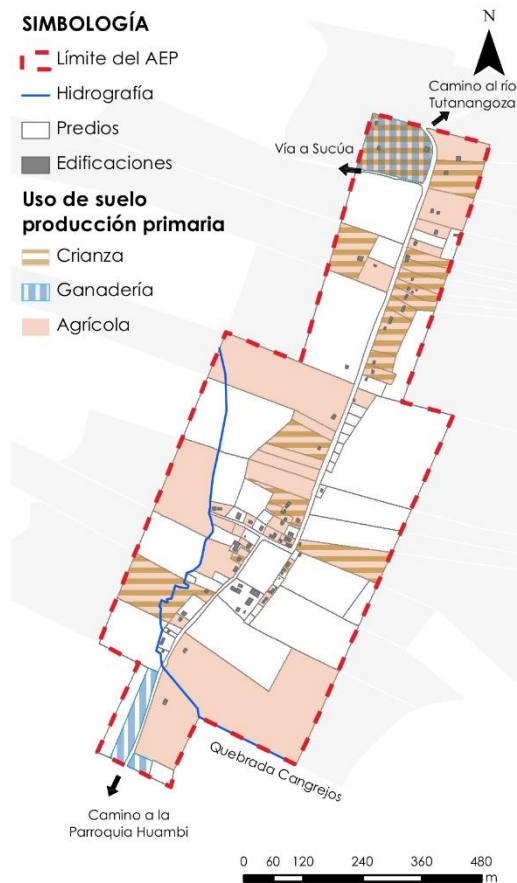 SIMBOLOGÍA
Límite del AEP
Hidrografía
Predios
Edificaciones
Uso de suelo
producción primaria
Crianza
Ganadería
Agrícola
N
Camino al río
Tutanangoza
Vía a Sucúa
Quebrada Cangrejos
Camino a la
Parroquia Huambi
0 60 120 240 360 480
m